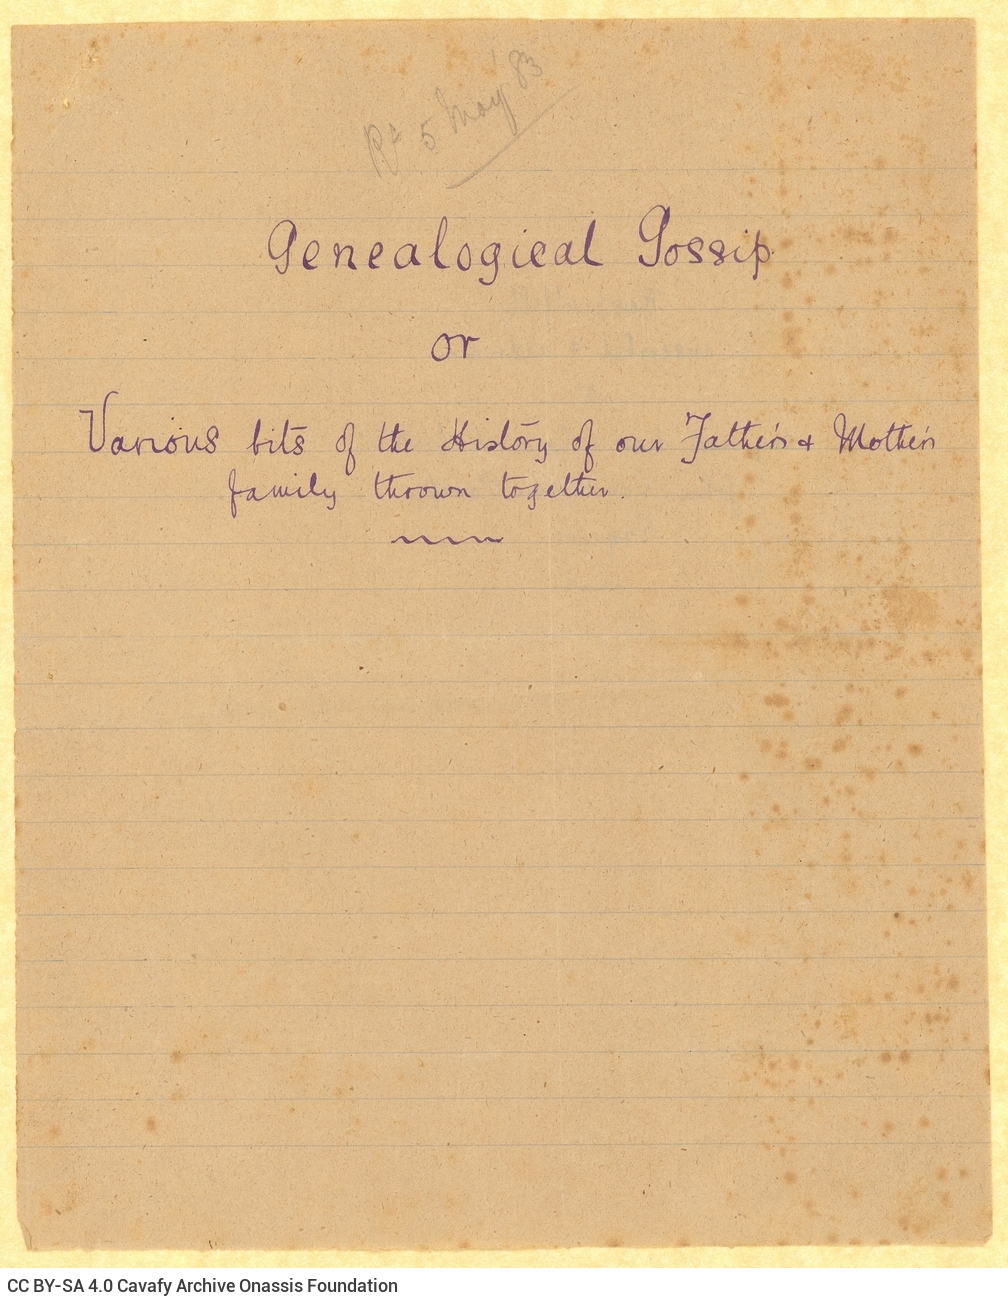 Rd 5 May '83
Genealogical Gossip
or
Various bits of the History of our Father's & Mother's
family thrown together.
CC BY-SA 4.0 Cavafy Archive Onassis Foundation